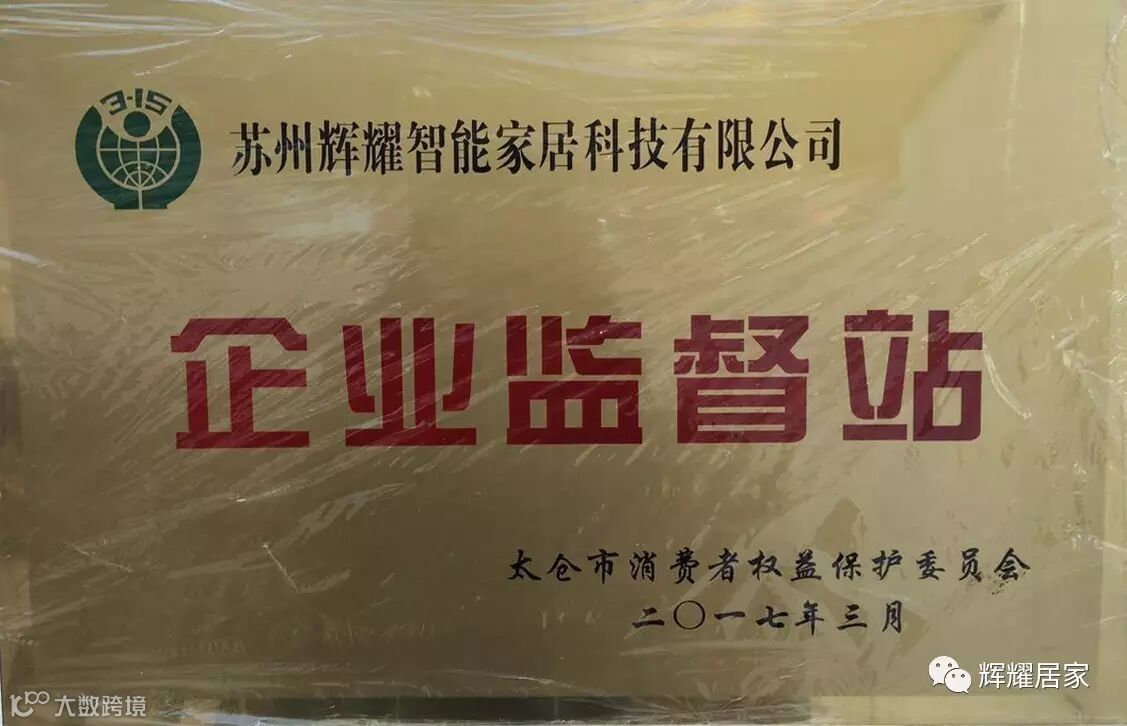 3·15
苏州辉耀智能家居科技有限公司
企业监督站
太仓市消费者权益保护委员会
二〇一七年三月
辉耀居家
大数跨境